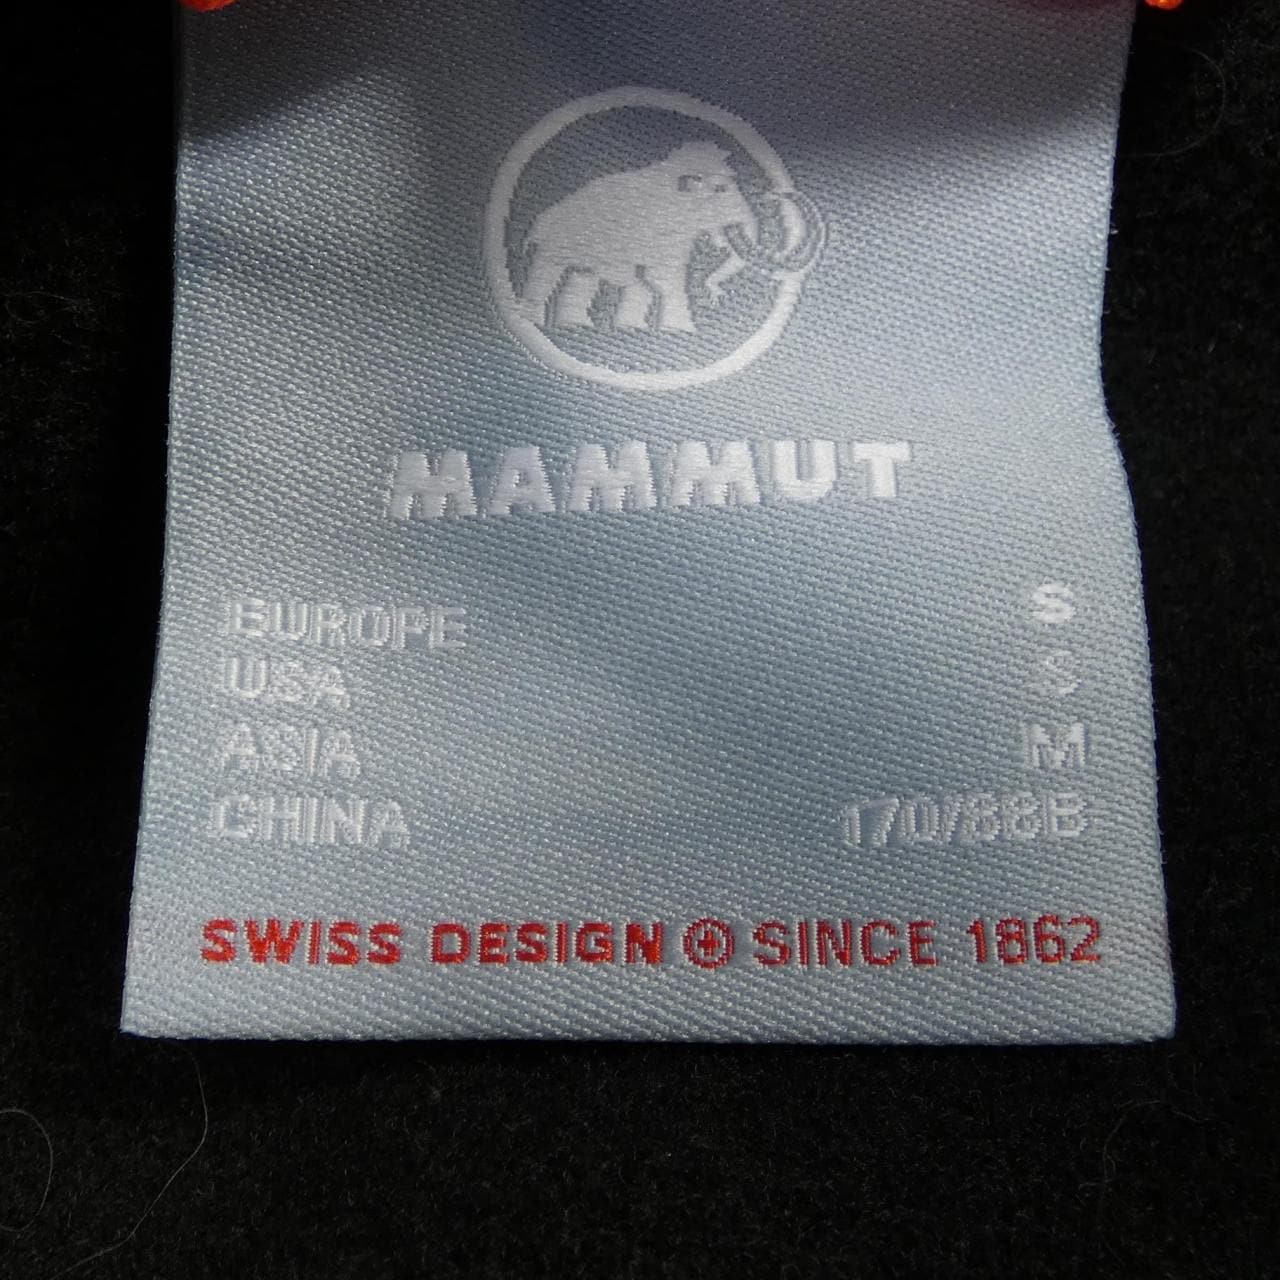 MAMMUT
EUROPE S
USA S
ASIA M
CHINA 170/88B
SWISS DESIGN SINCE 1862